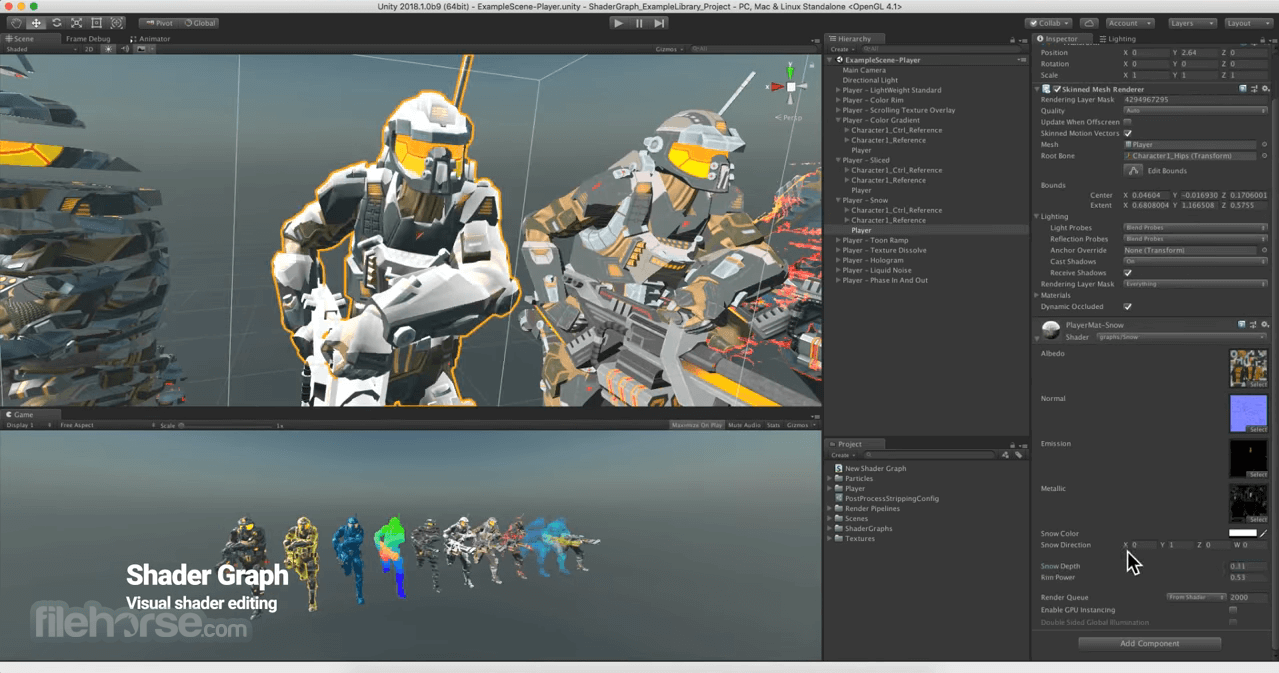 Unity 2018.1.0b9 (64bit) - ExampleScene-Player.unity - ShaderGraph_ExampleLibrary_Project - PC, Mac & Linux Standalone <OpenGL 4.1>
Pivot Global Collab Account Layers Layout
Scene Frame Debug Animator
Shaded 2D Gizmos All
y
x
Persp
Game
Display 1 Free Aspect Scale 1x Maximize On Play Mute Audio Stats Gizmos
Shader Graph
Visual shader editing
filehorse.com
Hierarchy
Create All
ExampleScene-Player
Main Camera
Directional Light
Player - LightWeight Standard
Player - Color Rim
Player - Scrolling Texture Overlay
Player - Color Gradient
Character1_Ctrl_Reference
Character1_Reference
Player
Player - Sliced
Character1_Ctrl_Reference
Character1_Reference
Player
Player - Snow
Character1_Ctrl_Reference
Character1_Reference
Player
Player - Toon Ramp
Player - Texture Dissolve
Player - Hologram
Player - Liquid Noise
Player - Phase In And Out
Project
Create
New Shader Graph
Particles
Player
PostProcessStrippingConfig
Render Pipelines
Scenes
ShaderGraphs
Textures
Inspector Lighting
Position X 0 Y 2.64 Z 0
Rotation X 0 Y 0 Z 0
Scale X 1 Y 1 Z 1
Skinned Mesh Renderer
Rendering Layer Mask 4294967295
Quality Auto
Update When Offscreen
Skinned Motion Vectors
Mesh Player
Root Bone Character1_Hips (Transform)
Edit Bounds
Bounds
Center X 0.04604 Y -0.016930 Z 0.1706001
Extent X 0.6808004 Y 1.166508 Z 0.5755
Lighting
Light Probes Blend Probes
Reflection Probes Blend Probes
Anchor Override None (Transform)
Cast Shadows On
Receive Shadows
Rendering Layer Mask Everything
Materials
Dynamic Occluded
PlayerMat-Snow
Shader graphs/Snow
Albedo
Select
Normal
Select
Emission
Select
Metallic
Select
Snow Color
Snow Direction X 0 Y 1 Z 0 W 0
Snow Depth 0.31
Rim Power 0.53
Render Queue From Shader 2000
Enable GPU Instancing
Double Sided Global Illumination
Add Component